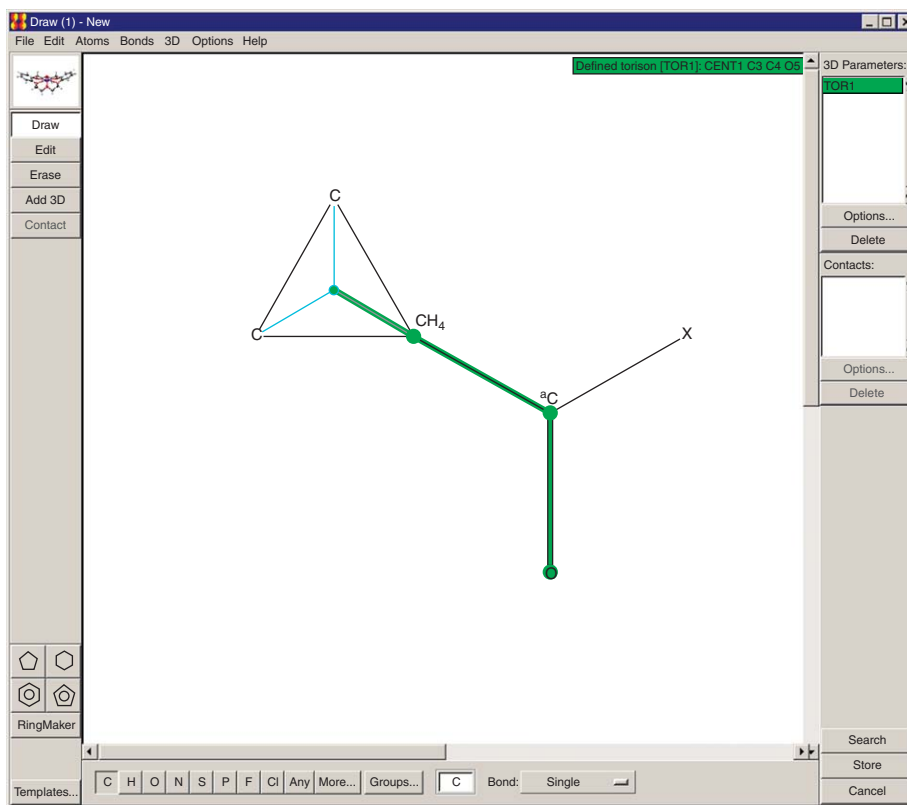 Draw (1) - New
File Edit Atoms Bonds 3D Options Help
Defined torison [TOR1]: CENT1 C3 C4 O5
3D Parameters:
TOR1
Draw
Edit
Erase
Add 3D
Contact
Options...
Delete
Contacts:
Options...
Delete
C
C
CH4
X
aC
O
RingMaker
Templates...
C H O N S P F Cl Any More... Groups... C Bond: Single
Search
Store
Cancel